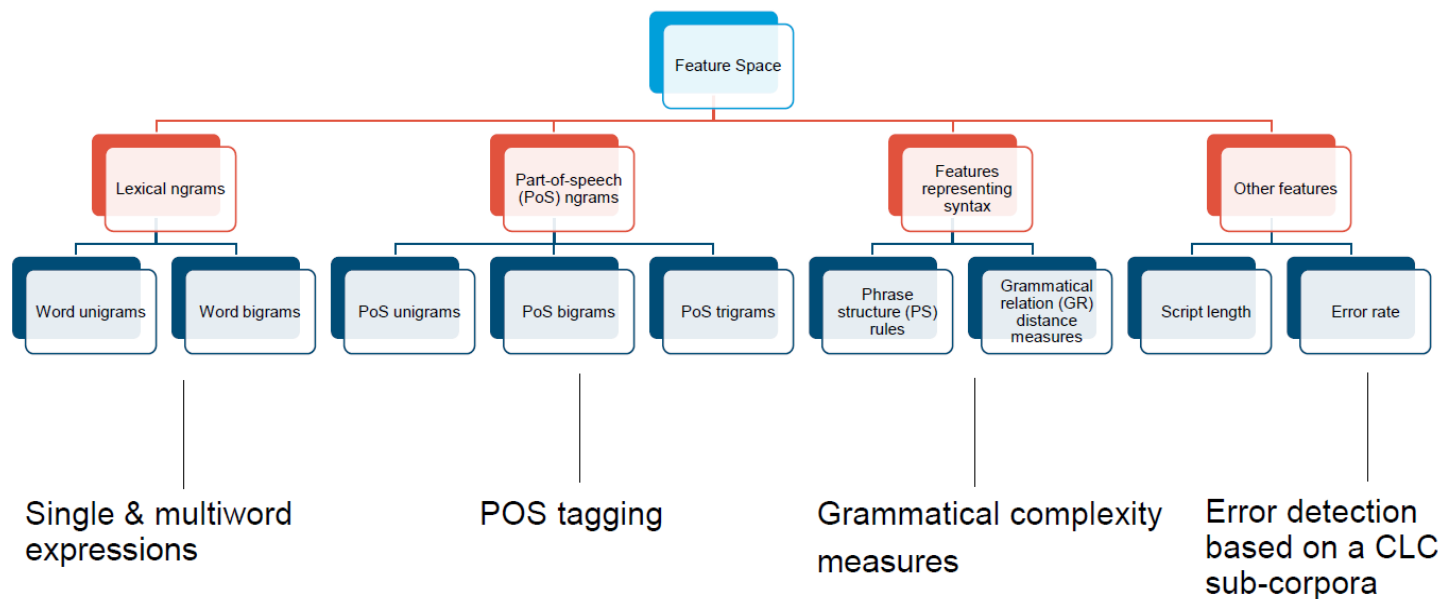 Feature Space
Lexical ngrams
Part-of-speech
(PoS) ngrams
Features
representing
syntax
Other features
Word unigrams
Word bigrams
PoS unigrams
PoS bigrams
PoS trigrams
Phrase
structure (PS)
rules
Grammatical
relation (GR)
distance
measures
Script length
Error rate
Single & multiword
expressions
POS tagging
Grammatical complexity
measures
Error detection
based on a CLC
sub-corpora